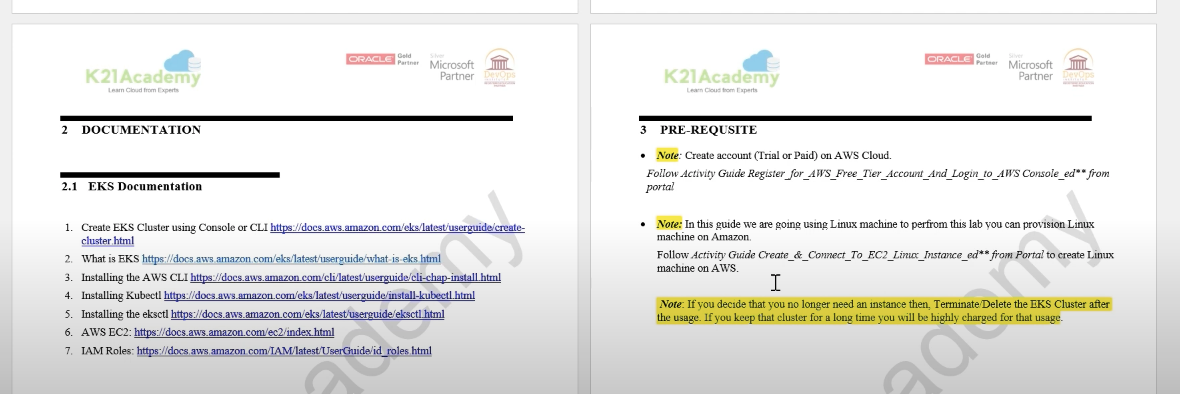 K21Academy
Learn Cloud from Experts
ORACLE Gold Partner
Silver Microsoft Partner
DevOps
2 DOCUMENTATION
2.1 EKS Documentation
1. Create EKS Cluster using Console or CLI https://docs.aws.amazon.com/eks/latest/userguide/create-
cluster.html
2. What is EKS https://docs.aws.amazon.com/eks/latest/userguide/what-is-eks.html
3. Installing the AWS CLI https://docs.aws.amazon.com/cli/latest/userguide/cli-chap-install.html
4. Installing Kubectl https://docs.aws.amazon.com/eks/latest/userguide/install-kubectl.html
5. Installing the eksctl https://docs.aws.amazon.com/eks/latest/userguide/eksctl.html
6. AWS EC2: https://docs.aws.amazon.com/ec2/index.html
7. IAM Roles: https://docs.aws.amazon.com/IAM/latest/UserGuide/id_roles.html
ademy
K21Academy
Learn Cloud from Experts
ORACLE Gold Partner
Silver Microsoft Partner
DevOps
3 PRE-REQUSITE
• Note: Create account (Trial or Paid) on AWS Cloud.
Follow Activity Guide Register_for_AWS_Free_Tier_Account_And_Login_to_AWS Console_ed** from
portal
• Note: In this guide we are going using Linux machine to perfrom this lab you can provision Linux
machine on Amazon.
Follow Activity Guide Create_&_Connect_To_EC2_Linux_Instance_ed** from Portal to create Linux
machine on AWS.
Note: If you decide that you no longer need an instance then, Terminate/Delete the EKS Cluster after
the usage. If you keep that cluster for a long time you will be highly charged for that usage.
ademy